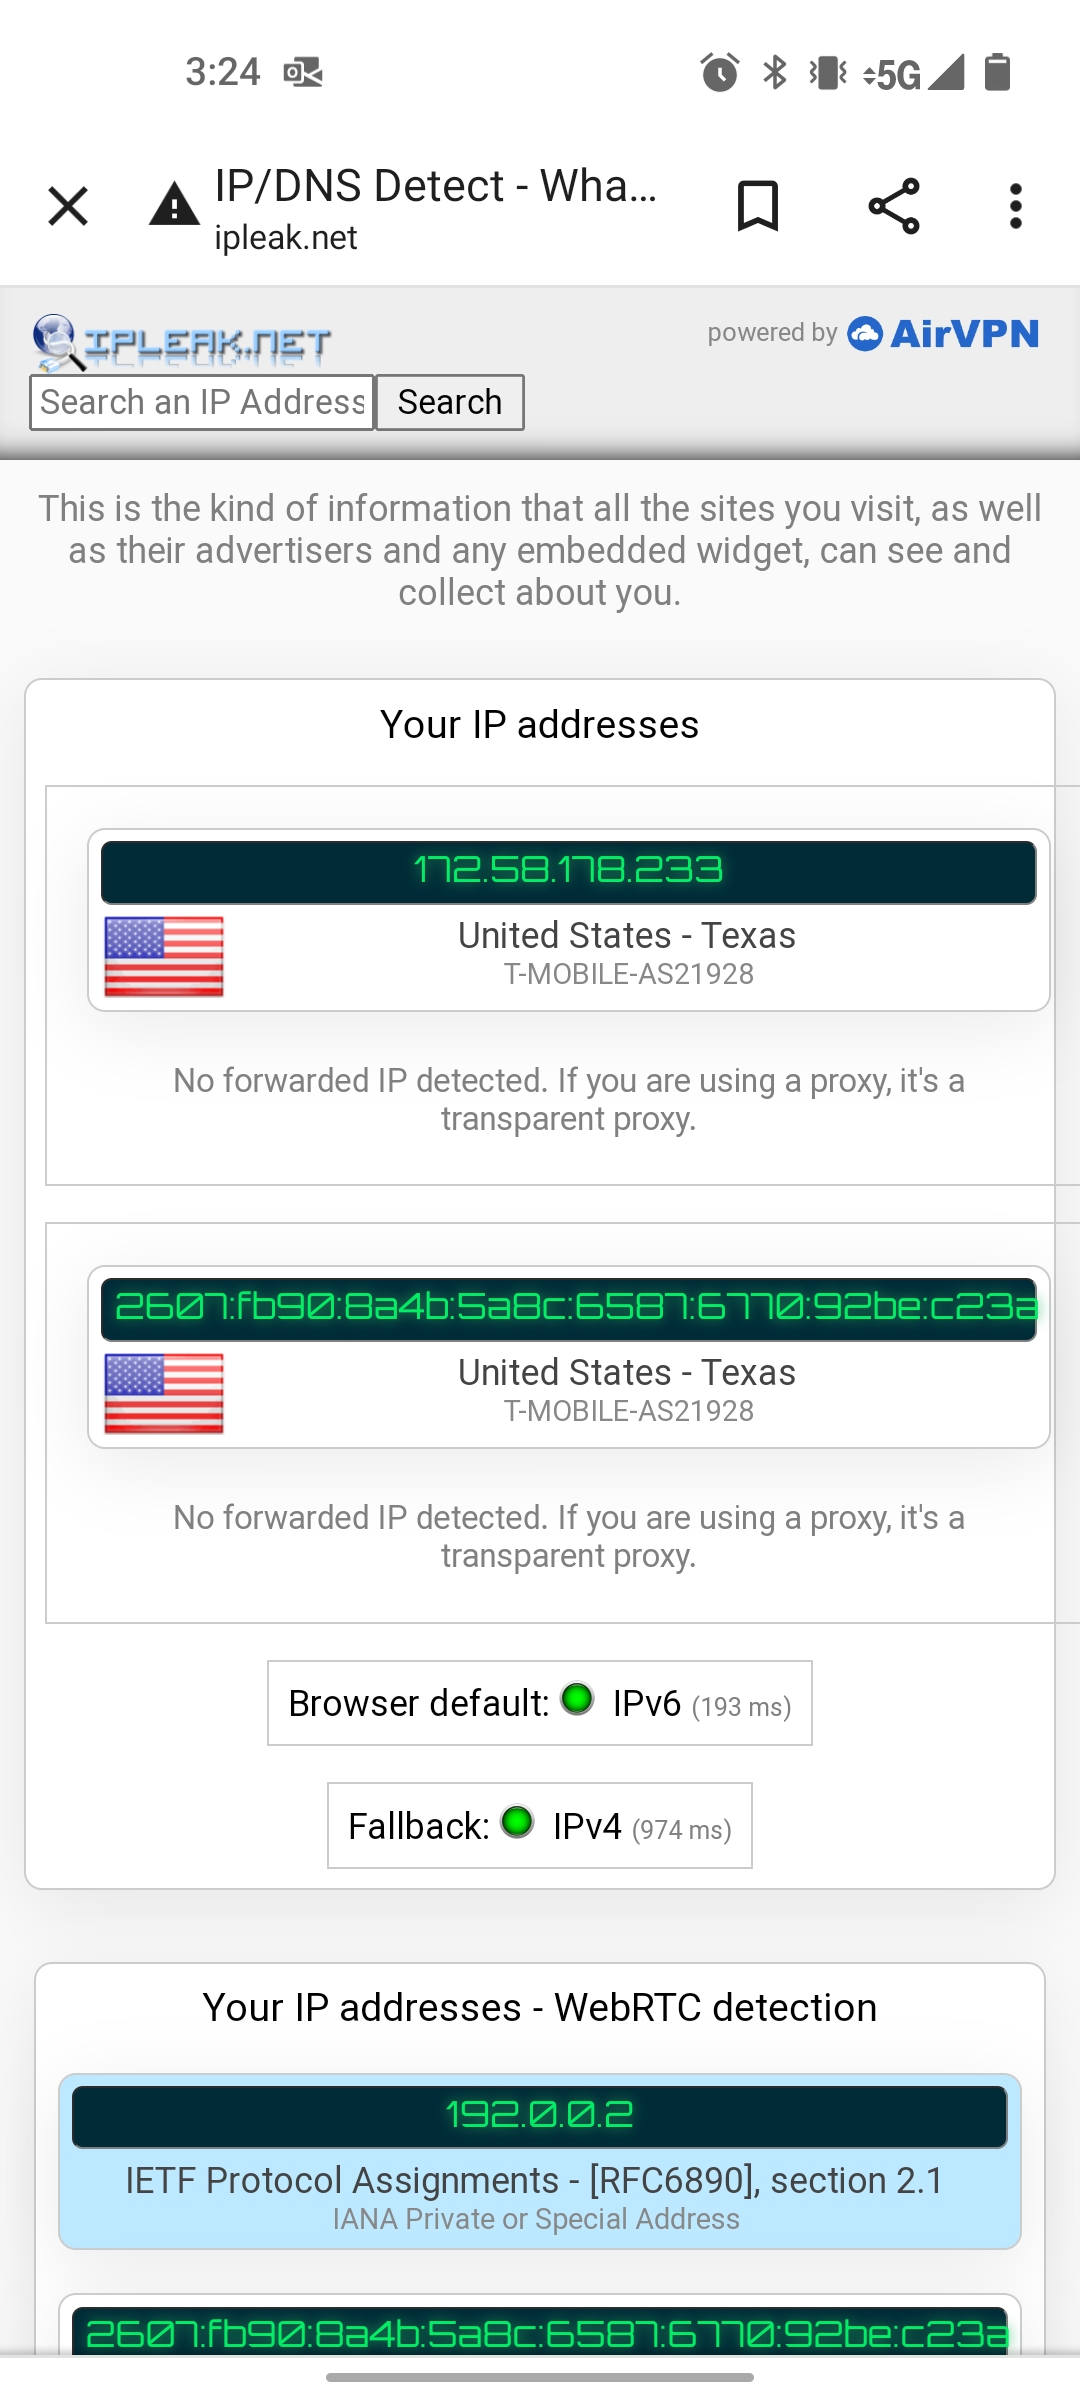 3:24
5G
IP/DNS Detect - Wha...
ipleak.net
IPLEAK.NET
powered by AirVPN
Search an IP Address
Search
This is the kind of information that all the sites you visit, as well
as their advertisers and any embedded widget, can see and
collect about you.
Your IP addresses
172.58.178.233
United States - Texas
T-MOBILE-AS21928
No forwarded IP detected. If you are using a proxy, it's a
transparent proxy.
2607:fb90:8a4b:5a8c:6587:6770:92be:c23a
United States - Texas
T-MOBILE-AS21928
No forwarded IP detected. If you are using a proxy, it's a
transparent proxy.
Browser default: IPv6 (193 ms)
Fallback: IPv4 (974 ms)
Your IP addresses - WebRTC detection
192.0.0.2
IETF Protocol Assignments - [RFC6890], section 2.1
IANA Private or Special Address
2607:fb90:8a4b:5a8c:6587:6770:92be:c23a